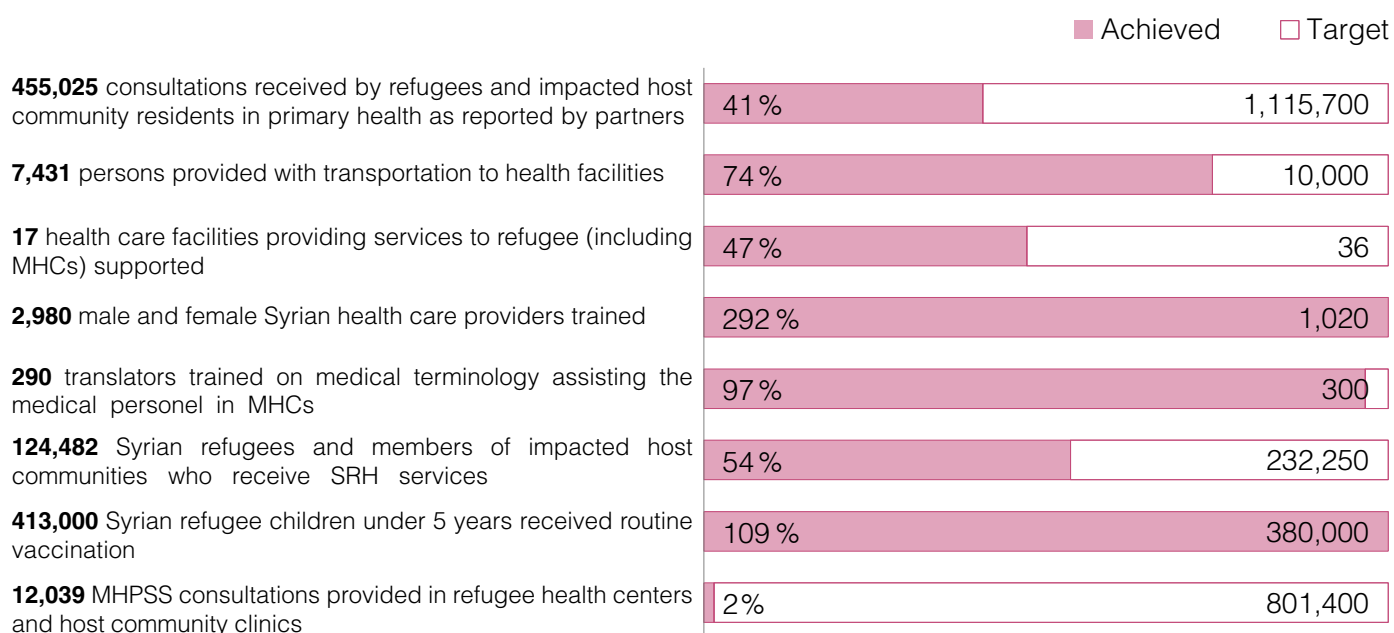 Achieved Target
455,025 consultations received by refugees and impacted host
community residents in primary health as reported by partners
41% 1,115,700
7,431 persons provided with transportation to health facilities
74% 10,000
17 health care facilities providing services to refugee (including
MHCs) supported
47% 36
2,980 male and female Syrian health care providers trained
292% 1,020
290 translators trained on medical terminology assisting the
medical personel in MHCs
97% 300
124,482 Syrian refugees and members of impacted host
communities who receive SRH services
54% 232,250
413,000 Syrian refugee children under 5 years received routine
vaccination
109% 380,000
12,039 MHPSS consultations provided in refugee health centers
and host community clinics
2% 801,400